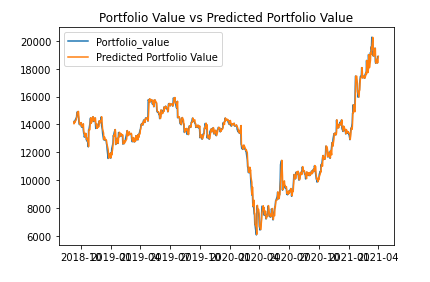 Portfolio Value vs Predicted Portfolio Value
Portfolio_value
Predicted Portfolio Value
20000
18000
16000
14000
12000
10000
8000
6000
2018-10 2019-01 2019-04 2019-07 2019-10 2020-01 2020-04 2020-07 2020-10 2021-01 2021-04